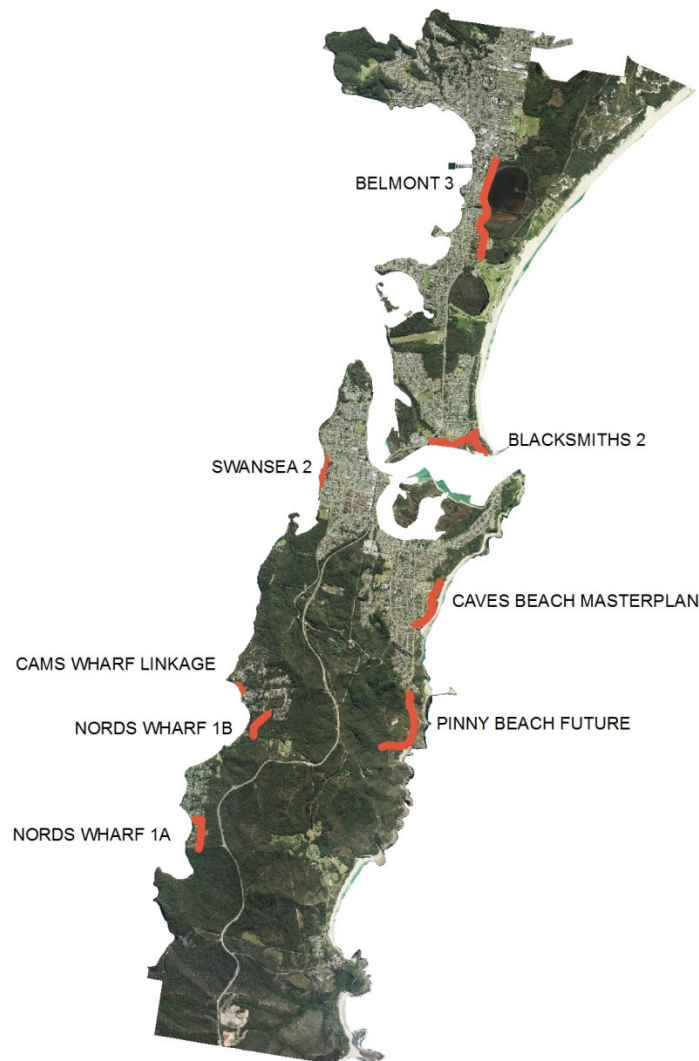 BELMONT 3
BLACKSMITHS 2
SWANSEA 2
CAVES BEACH MASTERPLAN
CAMS WHARF LINKAGE
NORDS WHARF 1B
PINNY BEACH FUTURE
NORDS WHARF 1A